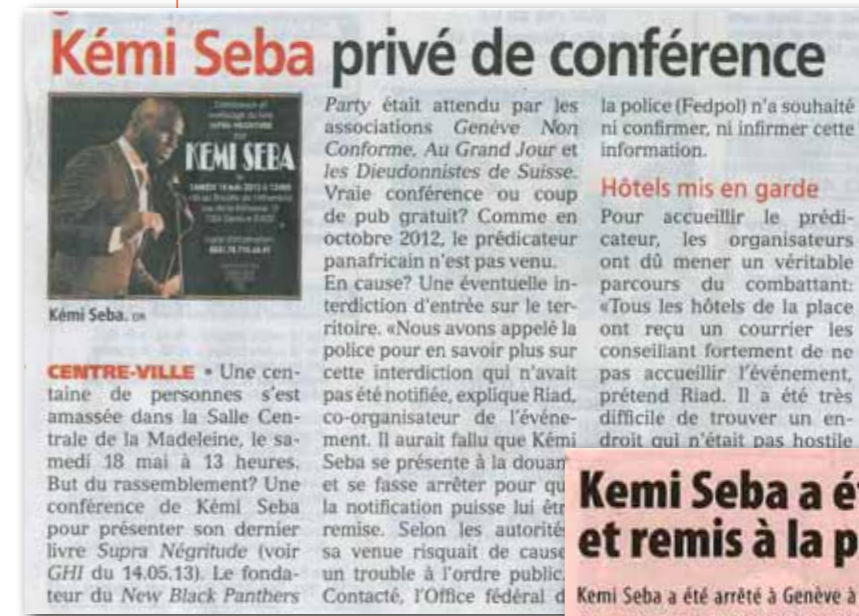 Kémi Seba privé de conférence
KEMI SEBA
SAMEDI 18 MAI 2013 A 13H00
Kémi Seba. DR
CENTRE-VILLE • Une cen-
taine de personnes s'est
amassée dans la Salle Cen-
trale de la Madeleine, le sa-
medi 18 mai à 13 heures.
But du rassemblement? Une
conférence de Kémi Seba
pour présenter son dernier
livre Supra Négritude (voir
GHI du 14.05.13). Le fonda-
teur du New Black Panthers
Party était attendu par les
associations Genève Non
Conforme, Au Grand Jour et
les Dieudonnistes de Suisse.
Vraie conférence ou coup
de pub gratuit? Comme en
octobre 2012, le prédicateur
panafricain n'est pas venu.
En cause? Une éventuelle in-
terdiction d'entrée sur le ter-
ritoire. «Nous avons appelé la
police pour en savoir plus sur
cette interdiction qui n'avait
pas été notifiée, explique Riad,
co-organisateur de l'événe-
ment. Il aurait fallu que Kémi
Seba se présente à la douan
et se fasse arrêter pour qu
la notification puisse lui êtr
remise. Selon les autorité
sa venue risquait de cause
un trouble à l'ordre public.
Contacté, l'Office fédéral d
la police (Fedpol) n'a souhaité
ni confirmer, ni infirmer cette
information.
Hôtels mis en garde
Pour accueillir le prédi-
cateur, les organisateurs
ont dû mener un véritable
parcours du combattant:
«Tous les hôtels de la place
ont reçu un courrier les
conseillant fortement de ne
pas accueillir l'événement,
prétend Riad. Il a été très
difficile de trouver un en-
droit qui n'était pas hostile
Kemi Seba a é
et remis à la p
Kemi Seba a été arrêté à Genève à